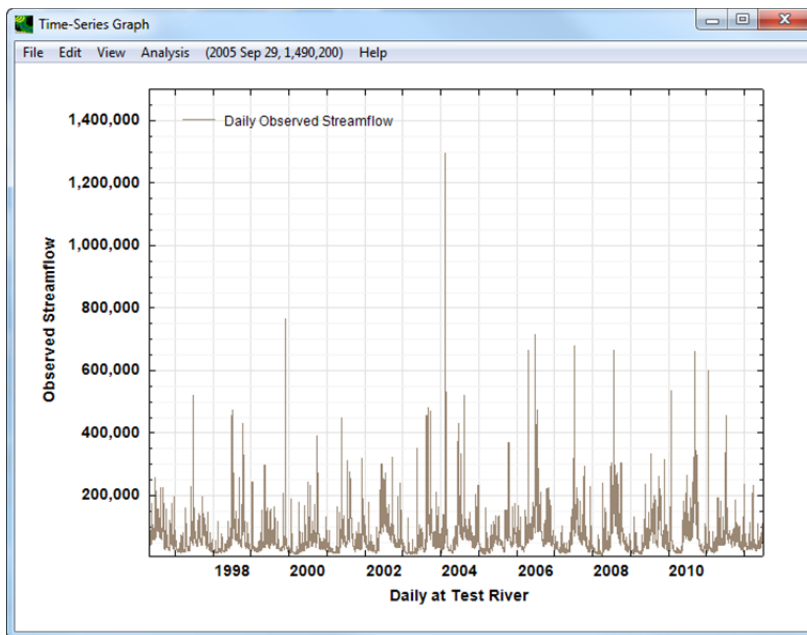 Time-Series Graph
File Edit View Analysis (2005 Sep 29, 1,490,200) Help
Daily Observed Streamflow
1,400,000
1,200,000
1,000,000
800,000
600,000
400,000
200,000
Observed Streamflow
1998 2000 2002 2004 2006 2008 2010
Daily at Test River